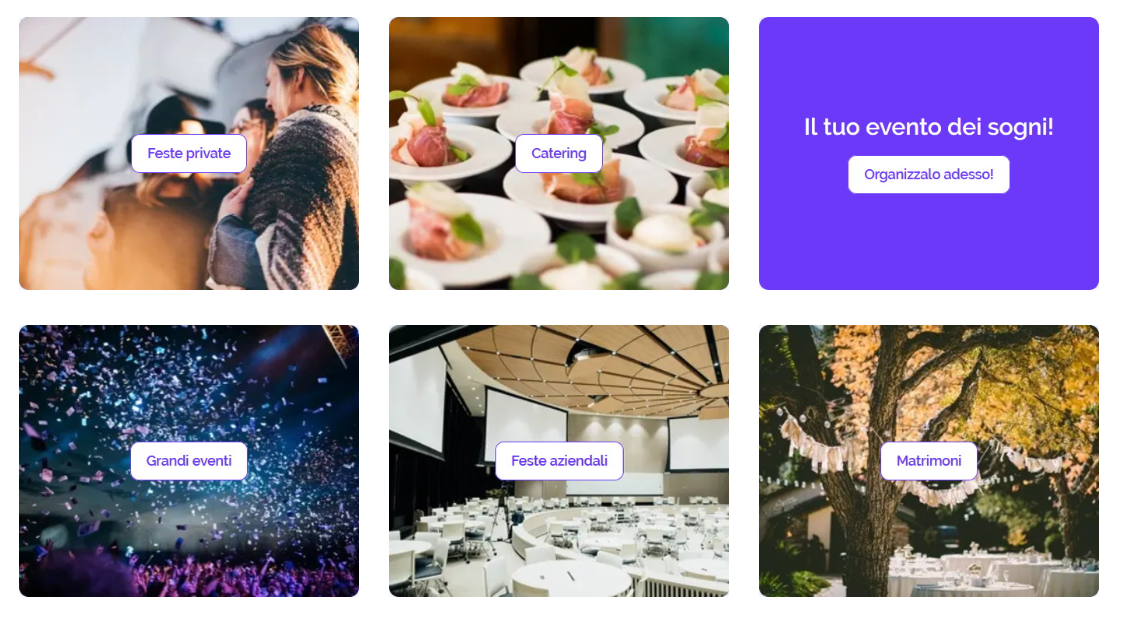 Feste private
Catering
Il tuo evento dei sogni!
Organizzalo adesso!
Grandi eventi
Feste aziendali
Matrimoni